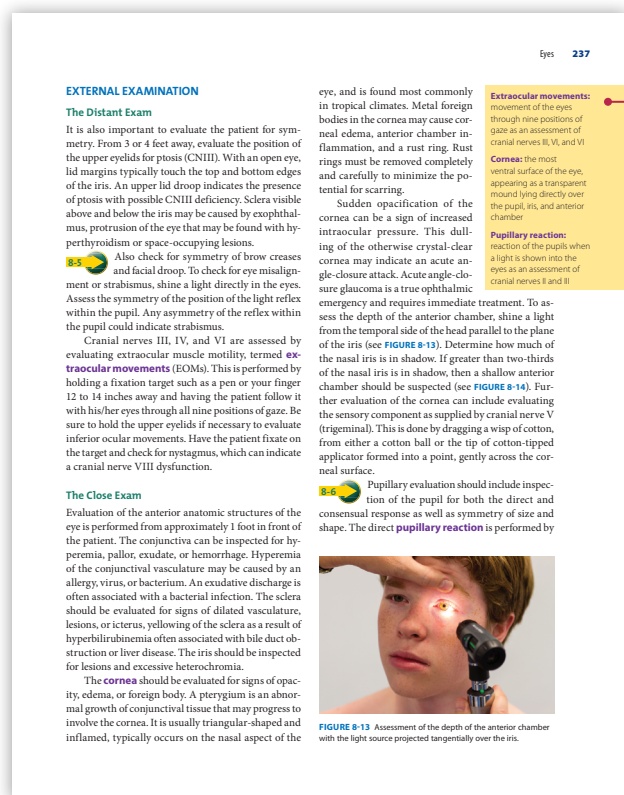 Eyes 237
EXTERNAL EXAMINATION
The Distant Exam
It is also important to evaluate the patient for sym-
metry. From 3 or 4 feet away, evaluate the position of
the upper eyelids for ptosis (CNIII). With an open eye,
lid margins typically touch the top and bottom edges
of the iris. An upper lid droop indicates the presence
of ptosis with possible CNIII deficiency. Sclera visible
above and below the iris may be caused by exophthal-
mus, protrusion of the eye that may be found with hy-
perthyroidism or space-occupying lesions.
8-5 Also check for symmetry of brow creases
and facial droop. To check for eye misalign-
ment or strabismus, shine a light directly in the eyes.
Assess the symmetry of the position of the light reflex
within the pupil. Any asymmetry of the reflex within
the pupil could indicate strabismus.
Cranial nerves III, IV, and VI are assessed by
evaluating extraocular muscle motility, termed ex-
traocular movements (EOMs). This is performed by
holding a fixation target such as a pen or your finger
12 to 14 inches away and having the patient follow it
with his/her eyes through all nine positions of gaze. Be
sure to hold the upper eyelids if necessary to evaluate
inferior ocular movements. Have the patient fixate on
the target and check for nystagmus, which can indicate
a cranial nerve VIII dysfunction.
The Close Exam
Evaluation of the anterior anatomic structures of the
eye is performed from approximately 1 foot in front of
the patient. The conjunctiva can be inspected for hy-
peremia, pallor, exudate, or hemorrhage. Hyperemia
of the conjunctival vasculature may be caused by an
allergy, virus, or bacterium. An exudative discharge is
often associated with a bacterial infection. The sclera
should be evaluated for signs of dilated vasculature,
lesions, or icterus, yellowing of the sclera as a result of
hyperbilirubinemia often associated with bile duct ob-
struction or liver disease. The iris should be inspected
for lesions and excessive heterochromia.
The cornea should be evaluated for signs of opac-
ity, edema, or foreign body. A pterygium is an abnor-
mal growth of conjunctival tissue that may progress to
involve the cornea. It is usually triangular-shaped and
inflamed, typically occurs on the nasal aspect of the
eye, and is found most commonly
in tropical climates. Metal foreign
bodies in the cornea may cause cor-
neal edema, anterior chamber in-
flammation, and a rust ring. Rust
rings must be removed completely
and carefully to minimize the po-
tential for scarring.
Sudden opacification of the
cornea can be a sign of increased
intraocular pressure. This dull-
ing of the otherwise crystal-clear
cornea may indicate an acute an-
gle-closure attack. Acute angle-clo-
sure glaucoma is a true ophthalmic
emergency and requires immediate treatment. To as-
sess the depth of the anterior chamber, shine a light
from the temporal side of the head parallel to the plane
of the iris (see FIGURE 8-13). Determine how much of
the nasal iris is in shadow. If greater than two-thirds
of the nasal iris is in shadow, then a shallow anterior
chamber should be suspected (see FIGURE 8-14). Fur-
ther evaluation of the cornea can include evaluating
the sensory component as supplied by cranial nerve V
(trigeminal). This is done by dragging a wisp of cotton,
from either a cotton ball or the tip of cotton-tipped
applicator formed into a point, gently across the cor-
neal surface.
8-6 Pupillary evaluation should include inspec-
tion of the pupil for both the direct and
consensual response as well as symmetry of size and
shape. The direct pupillary reaction is performed by
Extraocular movements:
movement of the eyes
through nine positions of
gaze as an assessment of
cranial nerves III, VI, and VI
Cornea: the most
ventral surface of the eye,
appearing as a transparent
mound lying directly over
the pupil, iris, and anterior
chamber
Pupillary reaction:
reaction of the pupils when
a light is shown into the
eyes as an assessment of
cranial nerves II and III
FIGURE 8-13 Assessment of the depth of the anterior chamber
with the light source projected tangentially over the iris.